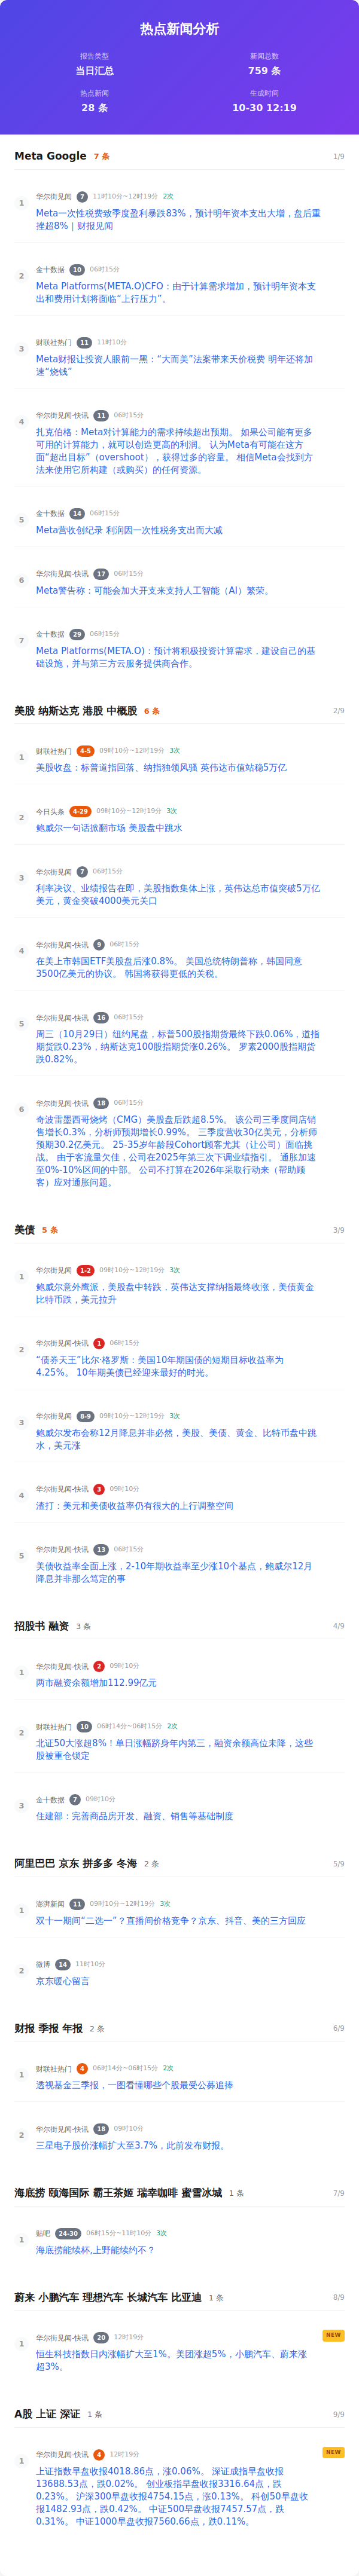 热点新闻分析
报告类型
当日汇总
新闻总数
759 条
热点新闻
28 条
生成时间
10-30 12:19
Meta Google 7 条 1/9
1
华尔街见闻 7 11时10分~12时19分 2次
Meta一次性税费致季度盈利暴跌83%，预计明年资本支出大增，盘后重
挫超8%｜财报见闻
2
金十数据 10 06时15分
Meta Platforms(META.O)CFO：由于计算需求增加，预计明年资本支
出和费用计划将面临“上行压力”。
3
财联社热门 11 11时10分
Meta财报让投资人眼前一黑：“大而美”法案带来天价税费 明年还将加
速“烧钱”
4
华尔街见闻-快讯 11 06时15分
扎克伯格：Meta对计算能力的需求持续超出预期。 如果公司能有更多
可用的计算能力，就可以创造更高的利润。 认为Meta有可能在这方
面“超出目标”（overshoot），获得过多的容量。 相信Meta会找到方
法来使用它所构建（或购买）的任何资源。
5
金十数据 14 06时15分
Meta营收创纪录 利润因一次性税务支出而大减
6
华尔街见闻-快讯 17 06时15分
Meta警告称：可能会加大开支来支持人工智能（AI）繁荣。
7
金十数据 29 06时15分
Meta Platforms(META.O)：预计将积极投资计算需求，建设自己的基
础设施，并与第三方云服务提供商合作。
美股 纳斯达克 港股 中概股 6 条 2/9
1
财联社热门 4-5 09时10分~12时19分 3次
美股收盘：标普道指回落、纳指独领风骚 英伟达市值站稳5万亿
2
今日头条 4-29 09时10分~12时19分 3次
鲍威尔一句话掀翻市场 美股盘中跳水
3
华尔街见闻 7 06时15分
利率决议、业绩报告在即，美股指数集体上涨，英伟达总市值突破5万亿
美元，黄金突破4000美元关口
4
华尔街见闻-快讯 9 06时15分
在美上市韩国ETF美股盘后涨0.8%。 美国总统特朗普称，韩国同意
3500亿美元的协议。 韩国将获得更低的关税。
5
华尔街见闻-快讯 16 06时15分
周三（10月29日）纽约尾盘，标普500股指期货最终下跌0.06%，道指
期货跌0.23%，纳斯达克100股指期货涨0.26%。 罗素2000股指期货
跌0.82%。
6
华尔街见闻-快讯 18 06时15分
奇波雷墨西哥烧烤（CMG）美股盘后跌超8.5%。 该公司三季度同店销
售增长0.3%，分析师预期增长0.99%。 三季度营收30亿美元，分析师
预期30.2亿美元。 25-35岁年龄段Cohort顾客尤其（让公司）面临挑
战。 由于客流量欠佳，公司在2025年第三次下调业绩指引。 通胀加速
至0%-10%区间的中部。 公司不打算在2026年采取行动来（帮助顾
客）应对通胀问题。
美债 5 条 3/9
1
华尔街见闻 1-2 09时10分~12时19分 3次
鲍威尔意外鹰派，美股盘中转跌，英伟达支撑纳指最终收涨，美债黄金
比特币跌，美元拉升
2
华尔街见闻-快讯 1 06时15分
“债券天王”比尔·格罗斯：美国10年期国债的短期目标收益率为
4.25%。 10年期美债已经迎来最好的时光。
3
华尔街见闻 8-9 09时10分~12时19分 3次
鲍威尔发布会称12月降息并非必然，美股、美债、黄金、比特币盘中跳
水，美元涨
4
华尔街见闻-快讯 3 09时10分
渣打：美元和美债收益率仍有很大的上行调整空间
5
华尔街见闻-快讯 13 06时15分
美债收益率全面上涨，2-10年期收益率至少涨10个基点，鲍威尔12月
降息并非那么笃定的事
招股书 融资 3 条 4/9
1
华尔街见闻-快讯 2 09时10分
两市融资余额增加112.99亿元
2
财联社热门 10 06时14分~06时15分 2次
北证50大涨超8%！单日涨幅跻身年内第三，融资余额高位未降，这些
股被重仓锁定
3
金十数据 7 09时10分
住建部：完善商品房开发、融资、销售等基础制度
阿里巴巴 京东 拼多多 冬海 2 条 5/9
1
澎湃新闻 11 09时10分~12时19分 3次
双十一期间“二选一”？直播间价格竞争？京东、抖音、美的三方回应
2
微博 14 11时10分
京东暖心留言
财报 季报 年报 2 条 6/9
1
财联社热门 4 06时14分~06时15分 2次
透视基金三季报，一图看懂哪些个股最受公募追捧
2
华尔街见闻-快讯 18 09时10分
三星电子股价涨幅扩大至3.7%，此前发布财报。
海底捞 颐海国际 霸王茶姬 瑞幸咖啡 蜜雪冰城 1 条 7/9
1
贴吧 24-30 06时15分~11时10分 3次
海底捞能续杯,上野能续约不？
蔚来 小鹏汽车 理想汽车 长城汽车 比亚迪 1 条 8/9
1
华尔街见闻-快讯 20 12时19分 NEW
恒生科技指数日内涨幅扩大至1%。美团涨超5%，小鹏汽车、蔚来涨
超3%。
A股 上证 深证 1 条 9/9
1
华尔街见闻-快讯 4 12时19分 NEW
上证指数早盘收报4018.86点，涨0.06%。 深证成指早盘收报
13688.53点，跌0.02%。 创业板指早盘收报3316.64点，跌
0.23%。 沪深300早盘收报4754.15点，涨0.13%。 科创50早盘收
报1482.93点，跌0.42%。 中证500早盘收报7457.57点，跌
0.31%。 中证1000早盘收报7560.66点，跌0.11%。